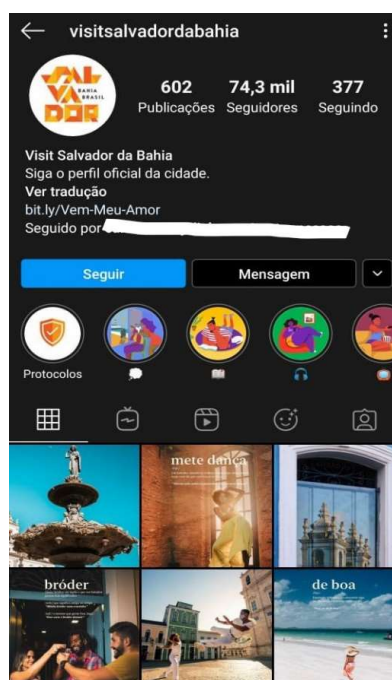 visitsalvadordabahia
SAL
VA
DOR
BAHIA
BRASIL
602
74,3 mil
377
Publicações
Seguidores
Seguindo
Visit Salvador da Bahia
Siga o perfil oficial da cidade.
Ver tradução
bit.ly/Vem-Meu-Amor
Seguido por
Seguir
Mensagem
Protocolos
mete dança
bróder
de boa